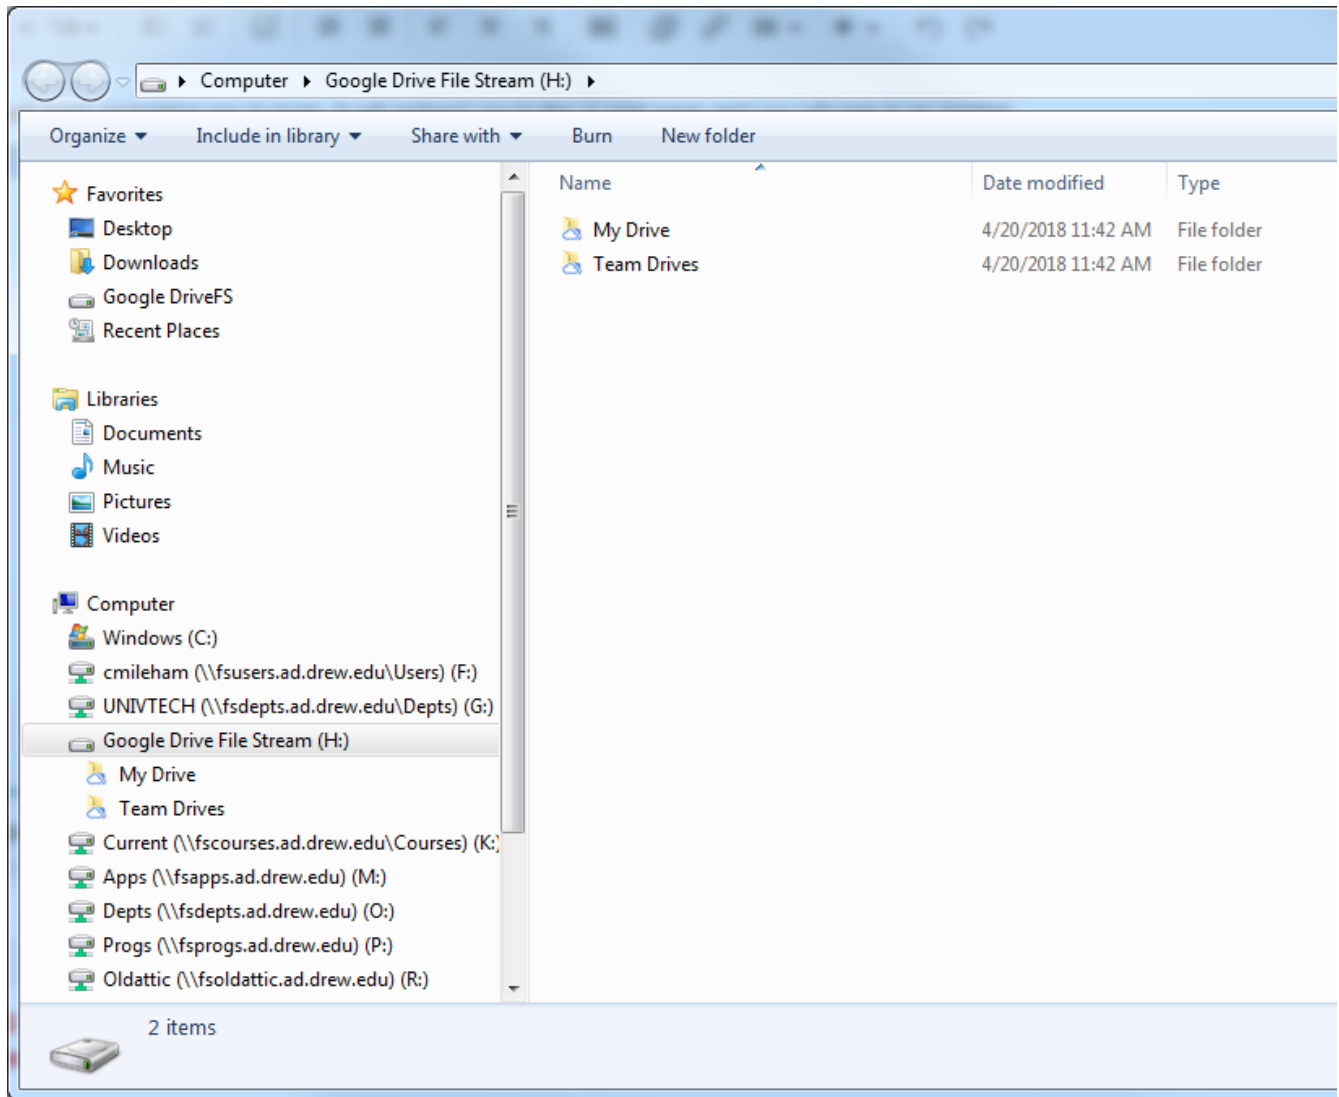 Computer Google Drive File Stream (H:)
Organize Include in library Share with Burn New folder
Favorites
Desktop
Downloads
Google DriveFS
Recent Places
Libraries
Documents
Music
Pictures
Videos
Computer
Windows (C:)
cmileham (\\fsusers.ad.drew.edu\Users) (F:)
UNIVTECH (\\fsdepts.ad.drew.edu\Depts) (G:)
Google Drive File Stream (H:)
My Drive
Team Drives
Current (\\fscourses.ad.drew.edu\Courses) (K:)
Apps (\\fsapps.ad.drew.edu) (M:)
Depts (\\fsdepts.ad.drew.edu) (O:)
Progs (\\fsprogs.ad.drew.edu) (P:)
Oldattic (\\fsoldattic.ad.drew.edu) (R:)
Name Date modified Type
My Drive 4/20/2018 11:42 AM File folder
Team Drives 4/20/2018 11:42 AM File folder
2 items